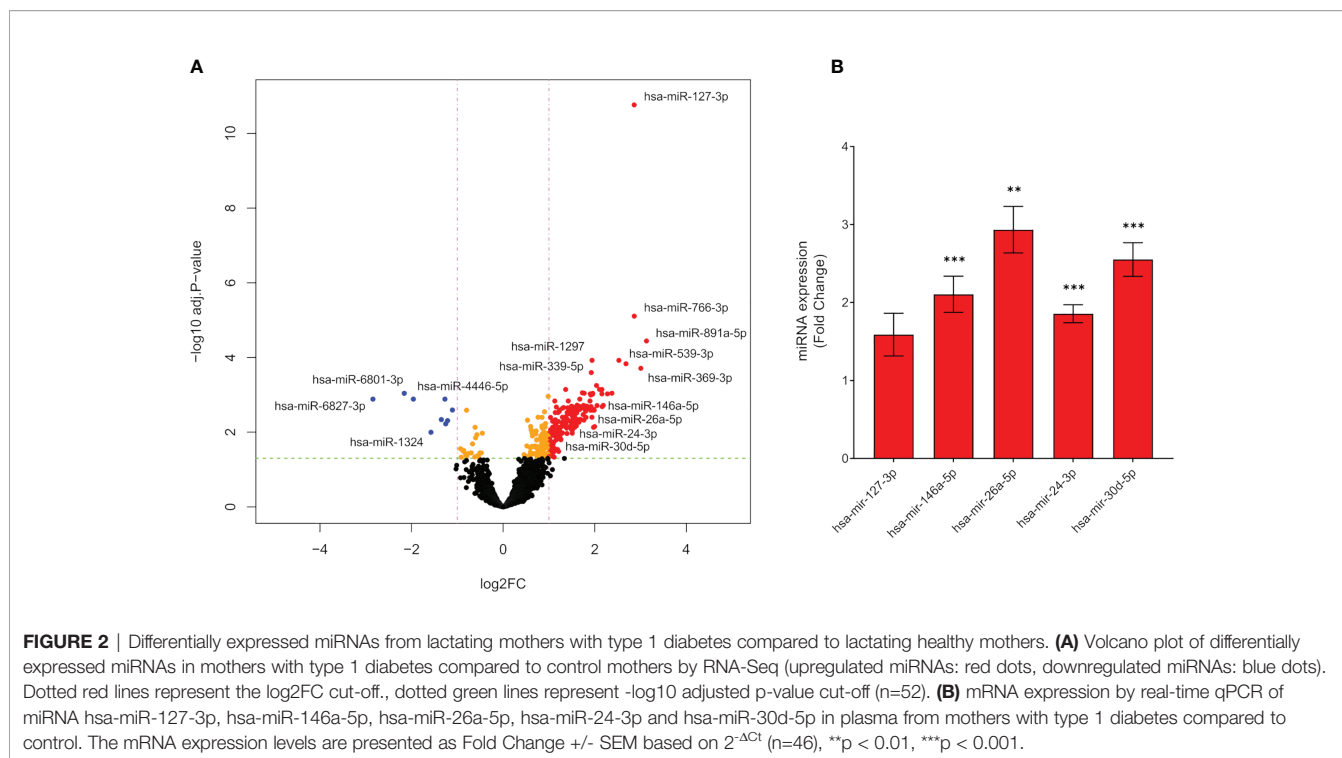 A
hsa-miR-127-3p
hsa-miR-766-3p
hsa-miR-891a-5p
hsa-miR-1297
hsa-miR-539-3p
hsa-miR-339-5p
hsa-miR-369-3p
hsa-miR-6801-3p
hsa-miR-4446-5p
hsa-miR-6827-3p
hsa-miR-146a-5p
hsa-miR-26a-5p
hsa-miR-1324
hsa-miR-24-3p
hsa-miR-30d-5p
−log10 adj.P−value
10
8
6
4
2
0
−4 −2 0 2 4
log2FC
B
miRNA expression
(Fold Change)
4
3
2
1
0
*** ** *** ***
hsa-mir-127-3p
hsa-mir-146a-5p
hsa-mir-26a-5p
hsa-mir-24-3p
hsa-mir-30d-5p
FIGURE 2 | Differentially expressed miRNAs from lactating mothers with type 1 diabetes compared to lactating healthy mothers. (A) Volcano plot of differentially
expressed miRNAs in mothers with type 1 diabetes compared to control mothers by RNA-Seq (upregulated miRNAs: red dots, downregulated miRNAs: blue dots).
Dotted red lines represent the log2FC cut-off., dotted green lines represent -log10 adjusted p-value cut-off (n=52). (B) mRNA expression by real-time qPCR of
miRNA hsa-miR-127-3p, hsa-miR-146a-5p, hsa-miR-26a-5p, hsa-miR-24-3p and hsa-miR-30d-5p in plasma from mothers with type 1 diabetes compared to
control. The mRNA expression levels are presented as Fold Change +/- SEM based on 2-ΔCt (n=46), **p < 0.01, ***p < 0.001.